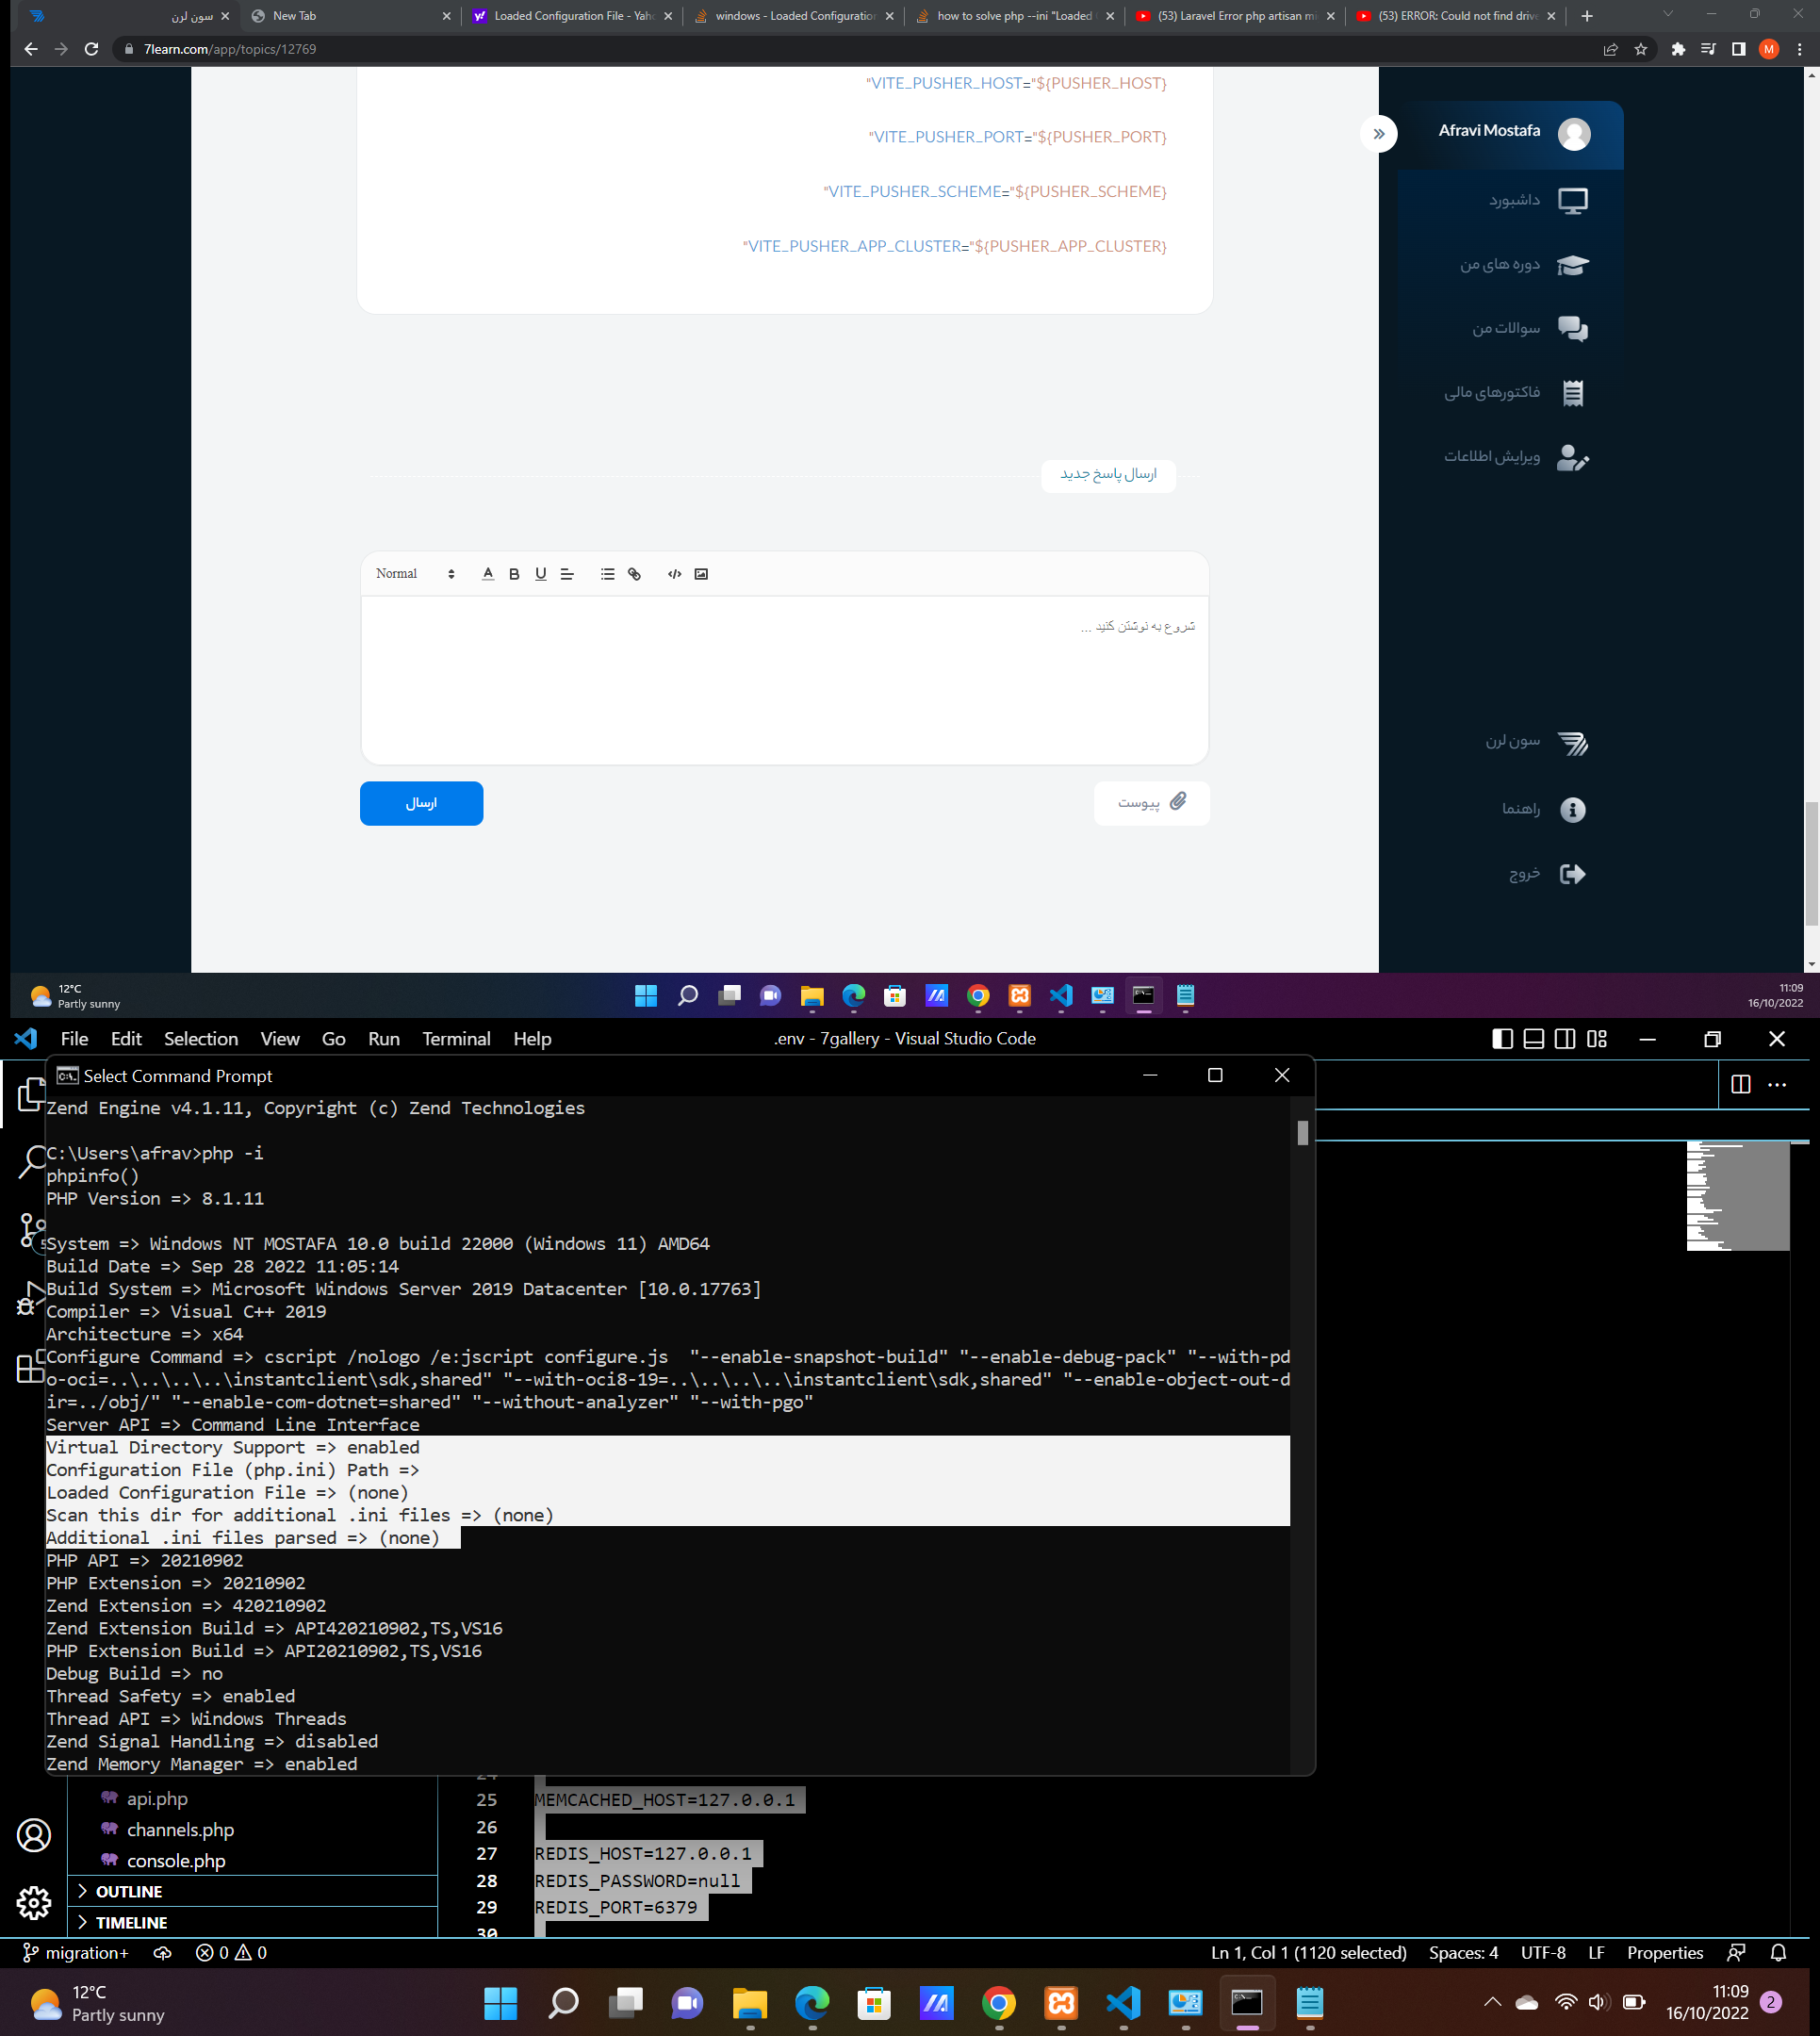 سون لرن
New Tab
Loaded Configuration File - Yah
windows - Loaded Configuration
how to solve php --ini "Loaded
(53) Laravel Error php artisan mi
(53) ERROR: Could not find drive
7learn.com/app/topics/12769
M
"VITE_PUSHER_HOST="${PUSHER_HOST}
"VITE_PUSHER_PORT="${PUSHER_PORT}
"VITE_PUSHER_SCHEME="${PUSHER_SCHEME}
"VITE_PUSHER_APP_CLUSTER="${PUSHER_APP_CLUSTER}
Afravi Mostafa
داشبورد
دوره های من
سوالات من
فاکتورهای مالی
ویرایش اطلاعات
سون لرن
راهنما
خروج
ارسال پاسخ جدید
Normal
شروع به نوشتن کنید ...
ارسال
پیوست
12°C
Partly sunny
11:09
16/10/2022
File Edit Selection View Go Run Terminal Help
.env - 7gallery - Visual Studio Code
Select Command Prompt
Zend Engine v4.1.11, Copyright (c) Zend Technologies
C:\Users\afrav>php -i
phpinfo()
PHP Version => 8.1.11
System => Windows NT MOSTAFA 10.0 build 22000 (Windows 11) AMD64
Build Date => Sep 28 2022 11:05:14
Build System => Microsoft Windows Server 2019 Datacenter [10.0.17763]
Compiler => Visual C++ 2019
Architecture => x64
Configure Command => cscript /nologo /e:jscript configure.js  "--enable-snapshot-build" "--enable-debug-pack" "--with-pd
o-oci=..\..\..\..\instantclient\sdk,shared" "--with-oci8-19=..\..\..\..\instantclient\sdk,shared" "--enable-object-out-d
ir=../obj/" "--enable-com-dotnet=shared" "--without-analyzer" "--with-pgo"
Server API => Command Line Interface
Virtual Directory Support => enabled
Configuration File (php.ini) Path =>
Loaded Configuration File => (none)
Scan this dir for additional .ini files => (none)
Additional .ini files parsed => (none)
PHP API => 20210902
PHP Extension => 20210902
Zend Extension => 420210902
Zend Extension Build => API420210902,TS,VS16
PHP Extension Build => API20210902,TS,VS16
Debug Build => no
Thread Safety => enabled
Thread API => Windows Threads
Zend Signal Handling => disabled
Zend Memory Manager => enabled
api.php
channels.php
console.php
OUTLINE
TIMELINE
24
25 MEMCACHED_HOST=127.0.0.1
26
27 REDIS_HOST=127.0.0.1
28 REDIS_PASSWORD=null
29 REDIS_PORT=6379
30
migration+ 0 0
Ln 1, Col 1 (1120 selected) Spaces: 4 UTF-8 LF Properties
12°C
Partly sunny
11:09
16/10/2022
2